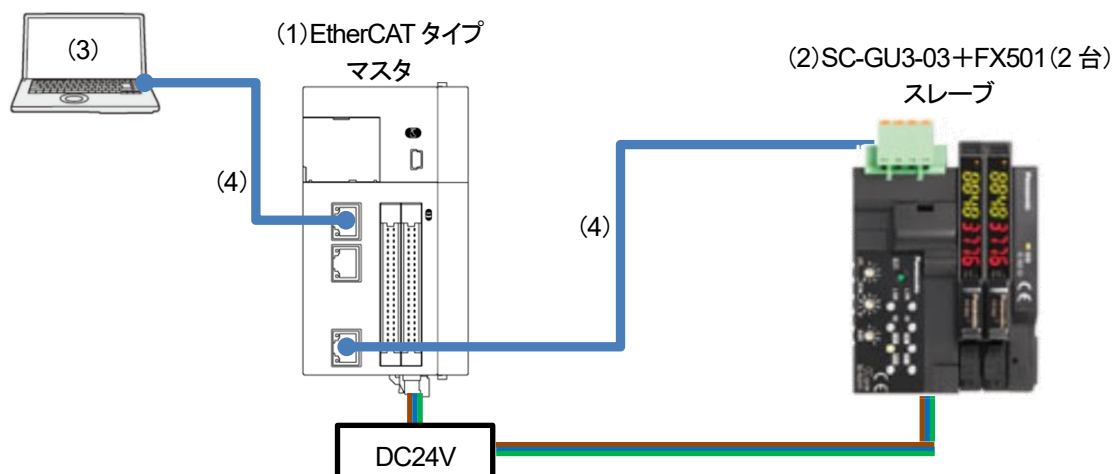 (3)
(1)EtherCAT タイプ
マスタ
(2)SC-GU3-03+FX501(2 台)
スレーブ
(4)
(4)
DC24V
Panasonic